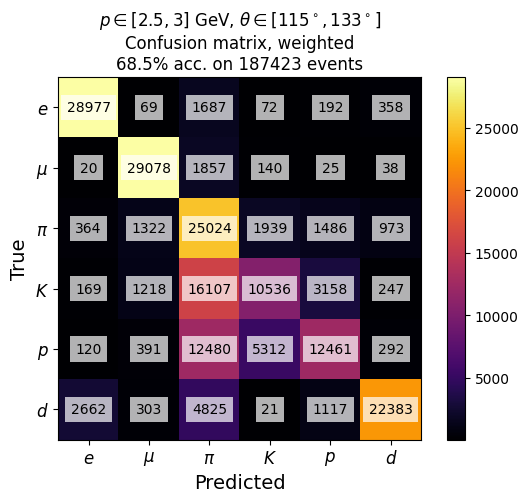 p ∈ [2.5, 3] GeV, θ ∈ [115°, 133°]
Confusion matrix, weighted
68.5% acc. on 187423 events
e 28977 69 1687 72 192 358
μ 20 29078 1857 140 25 38
π 364 1322 25024 1939 1486 973
K 169 1218 16107 10536 3158 247
p 120 391 12480 5312 12461 292
d 2662 303 4825 21 1117 22383
e μ π K p d
Predicted
True
25000
20000
15000
10000
5000